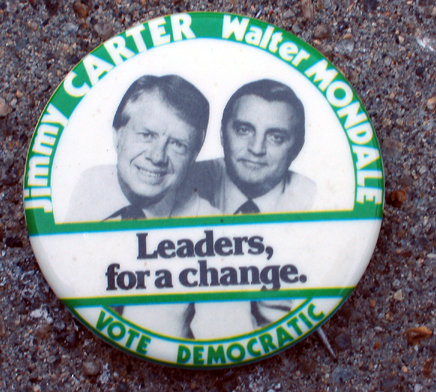 Jimmy CARTER Walter MONDALE
Leaders,
for a change.
VOTE DEMOCRATIC